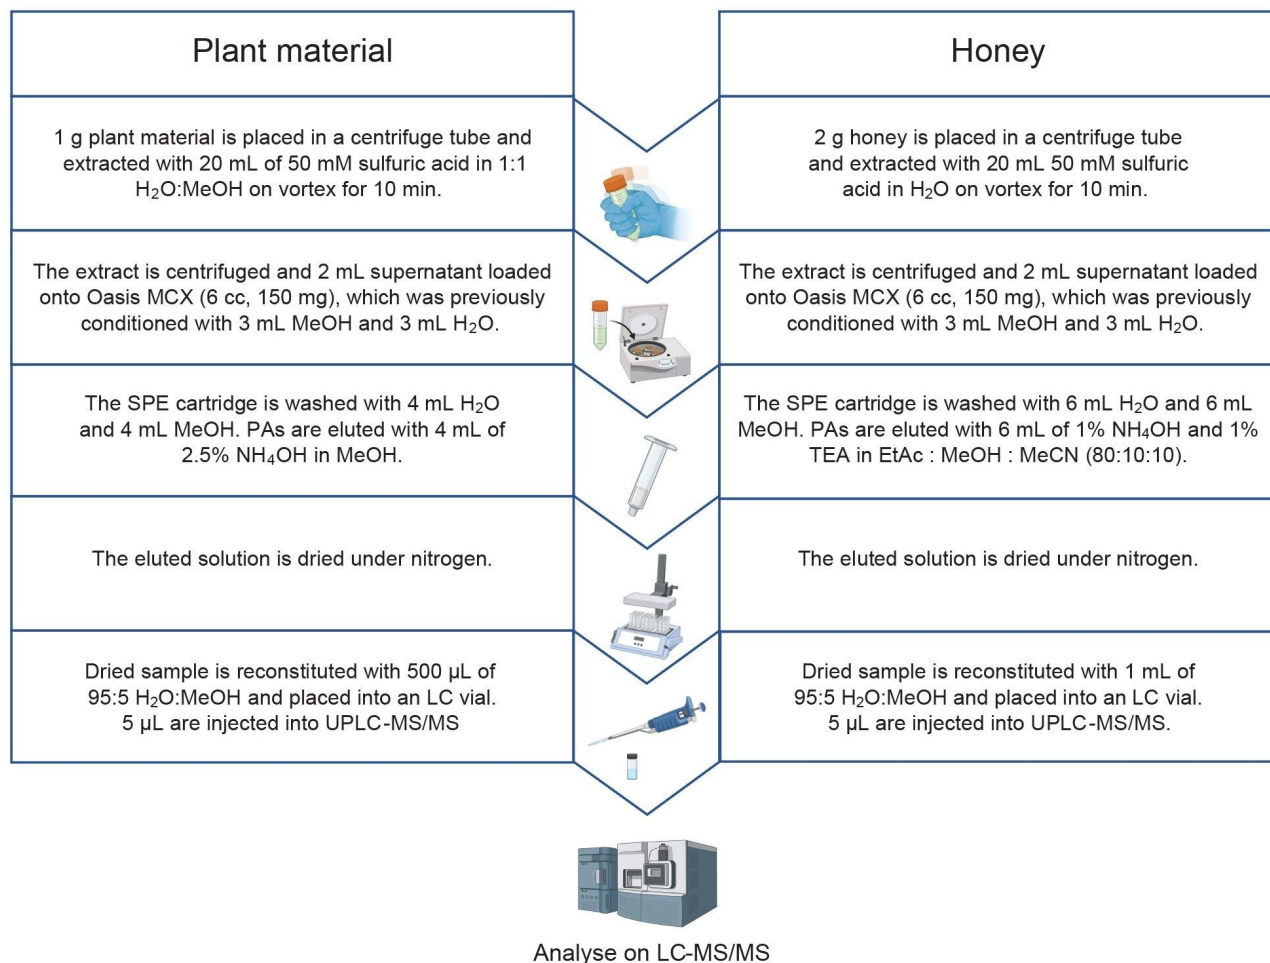 Plant material
1 g plant material is placed in a centrifuge tube and
extracted with 20 mL of 50 mM sulfuric acid in 1:1
H₂O:MeOH on vortex for 10 min.
The extract is centrifuged and 2 mL supernatant loaded
onto Oasis MCX (6 cc, 150 mg), which was previously
conditioned with 3 mL MeOH and 3 mL H₂O.
The SPE cartridge is washed with 4 mL H₂O
and 4 mL MeOH. PAs are eluted with 4 mL of
2.5% NH₄OH in MeOH.
The eluted solution is dried under nitrogen.
Dried sample is reconstituted with 500 µL of
95:5 H₂O:MeOH and placed into an LC vial.
5 µL are injected into UPLC-MS/MS
Honey
2 g honey is placed in a centrifuge tube
and extracted with 20 mL 50 mM sulfuric
acid in H₂O on vortex for 10 min.
The extract is centrifuged and 2 mL supernatant loaded
onto Oasis MCX (6 cc, 150 mg), which was previously
conditioned with 3 mL MeOH and 3 mL H₂O.
The SPE cartridge is washed with 6 mL H₂O and 6 mL
MeOH. PAs are eluted with 6 mL of 1% NH₄OH and 1%
TEA in EtAc : MeOH : MeCN (80:10:10).
The eluted solution is dried under nitrogen.
Dried sample is reconstituted with 1 mL of
95:5 H₂O:MeOH and placed into an LC vial.
5 µL are injected into UPLC-MS/MS.
Analyse on LC-MS/MS